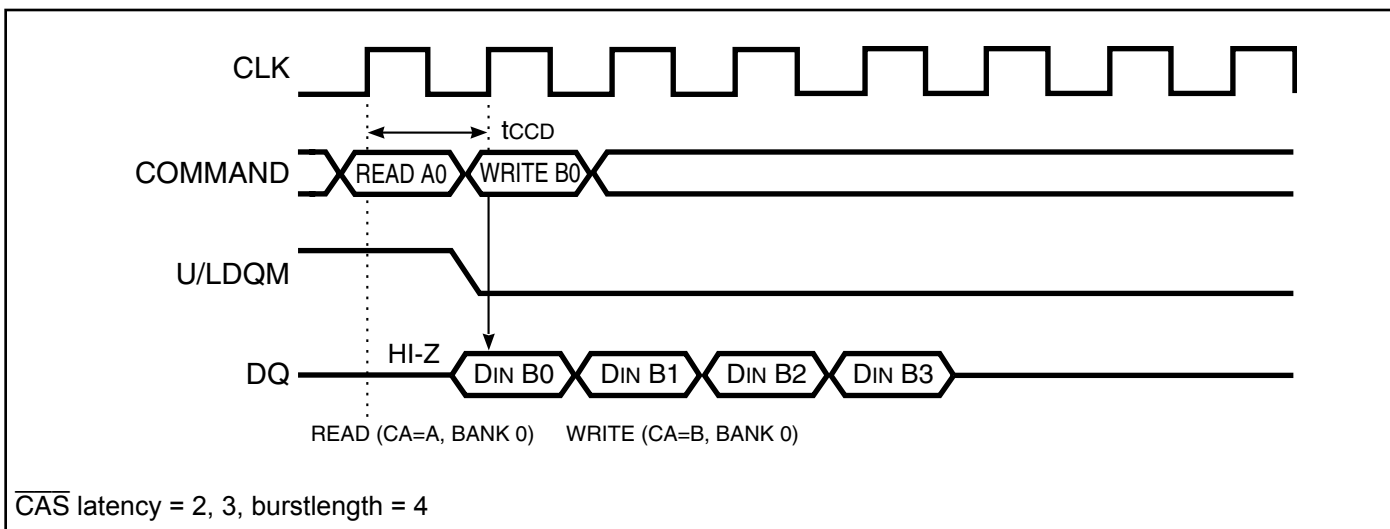 CLK
tCCD
COMMAND READ A0 WRITE B0
U/LDQM
HI-Z
DQ DIN B0 DIN B1 DIN B2 DIN B3
READ (CA=A, BANK 0) WRITE (CA=B, BANK 0)
CAS latency = 2, 3, burstlength = 4